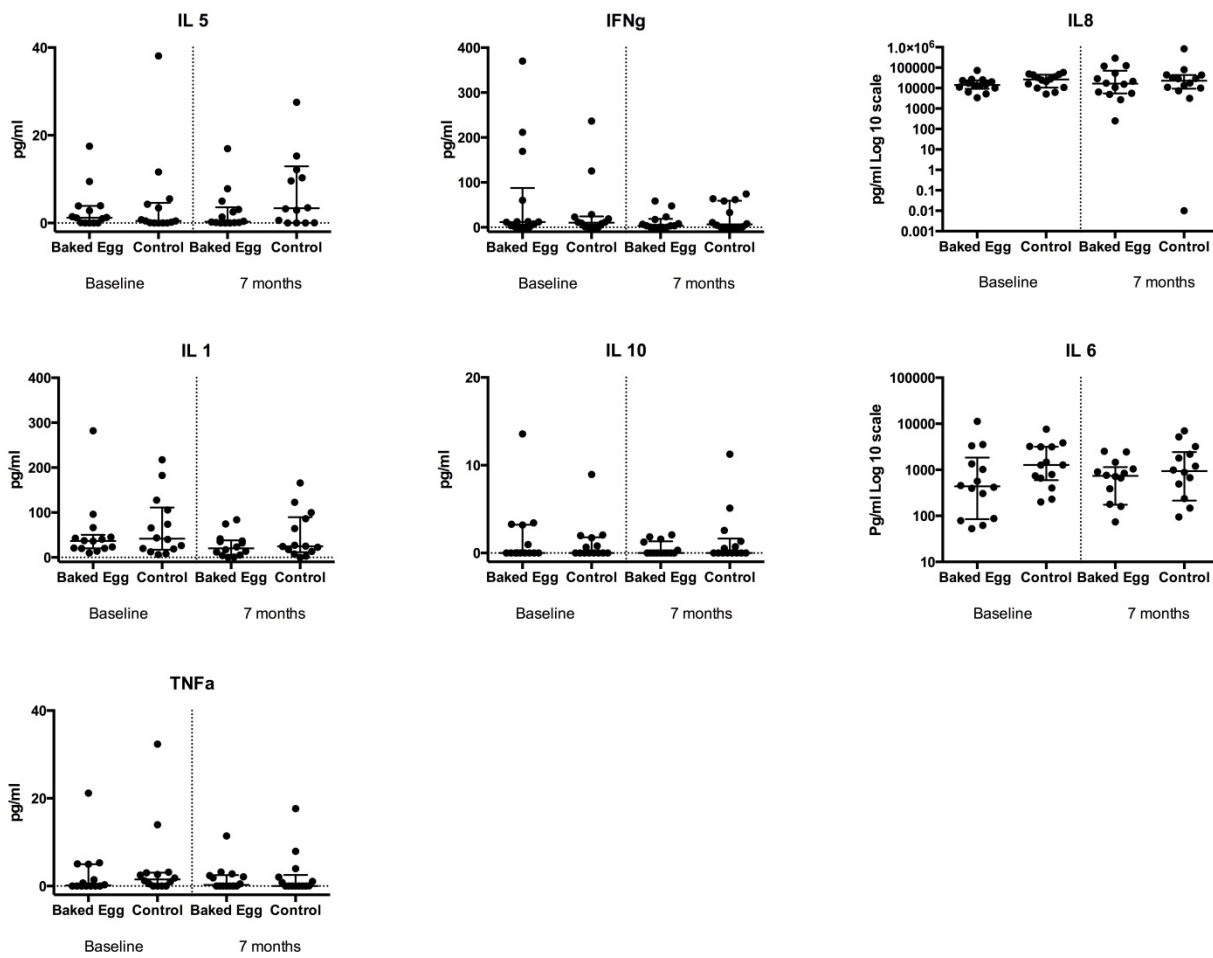 IL 5
pg/ml
40
20
0
Baked Egg Control Baked Egg Control
Baseline 7 months
IFNg
pg/ml
400
300
200
100
0
Baked Egg Control Baked Egg Control
Baseline 7 months
IL8
pg/ml Log 10 scale
1.0×10⁶
100000
10000
1000
100
10
1
0.1
0.01
0.001
Baked Egg Control Baked Egg Control
Baseline 7 months
IL 1
pg/ml
400
300
200
100
0
Baked Egg Control Baked Egg Control
Baseline 7 months
IL 10
pg/ml
20
10
0
Baked Egg Control Baked Egg Control
Baseline 7 months
IL 6
Pg/ml Log 10 scale
100000
10000
1000
100
10
Baked Egg Control Baked Egg Control
Baseline 7 months
TNFa
pg/ml
40
20
0
Baked Egg Control Baked Egg Control
Baseline 7 months